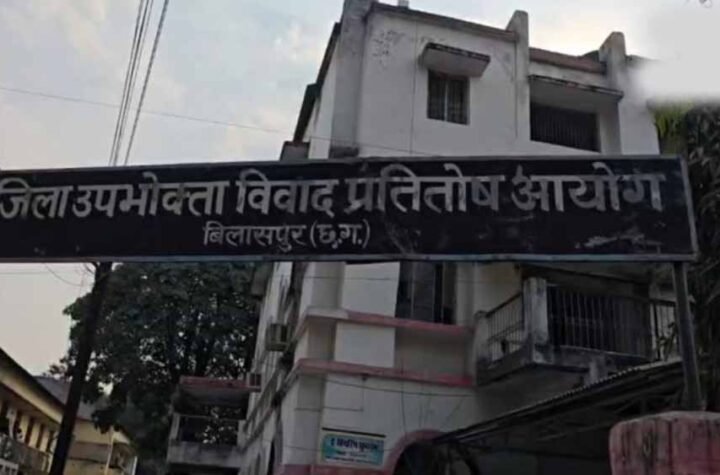 जिला उपभोक्ता विवाद प्रतितोष आयोग
बिलासपुर (छ.ग.)